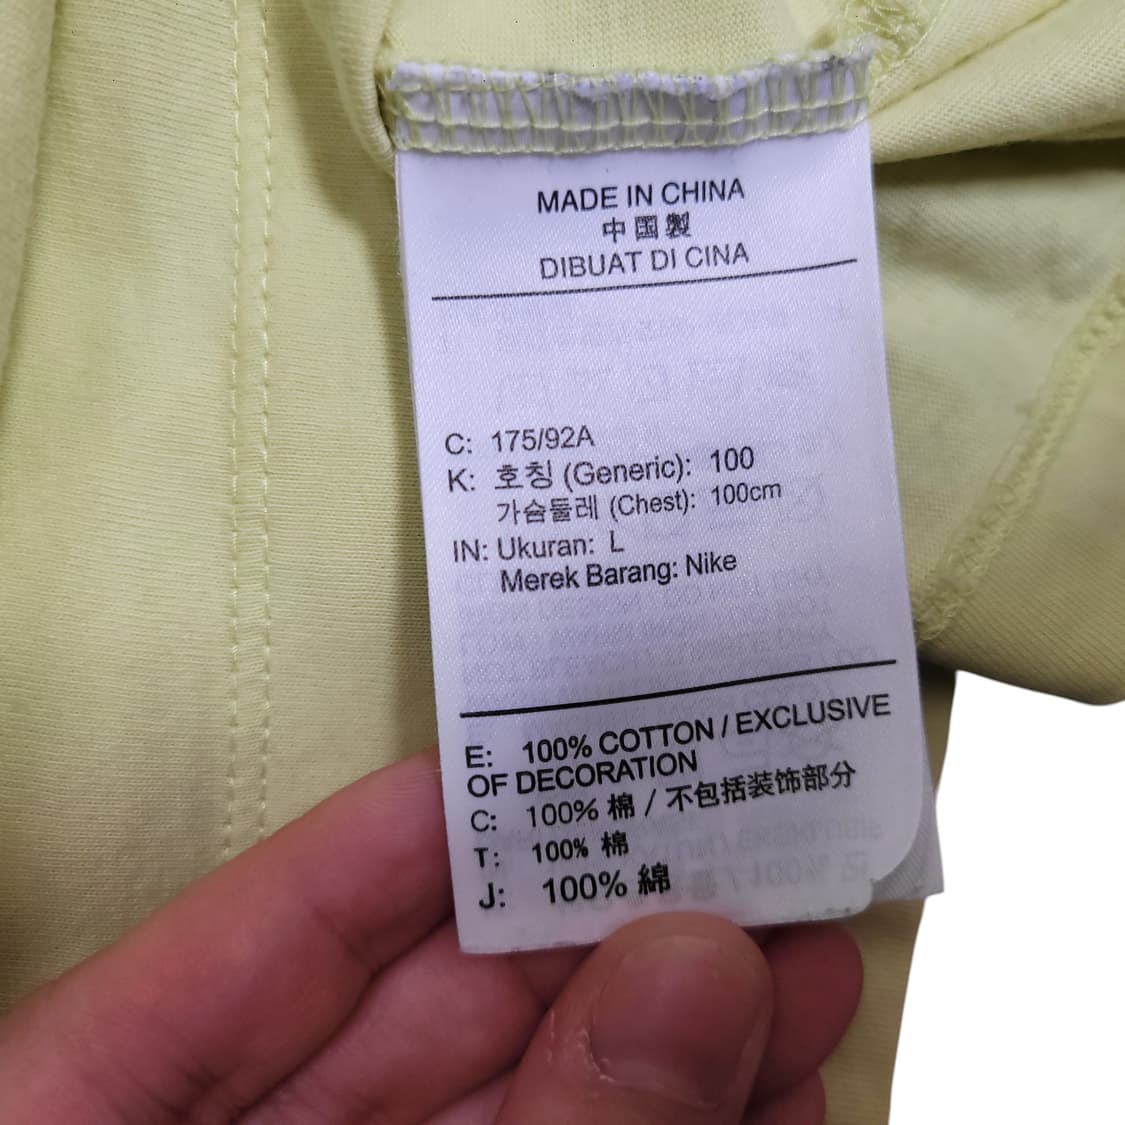 MADE IN CHINA
中国製
DIBUAT DI CINA
C: 175/92A
K: 호칭 (Generic): 100
가슴둘레 (Chest): 100cm
IN: Ukuran: L
Merek Barang: Nike
E: 100% COTTON / EXCLUSIVE
OF DECORATION
C: 100% 棉 / 不包括装饰部分
T: 100% 棉
J: 100% 綿